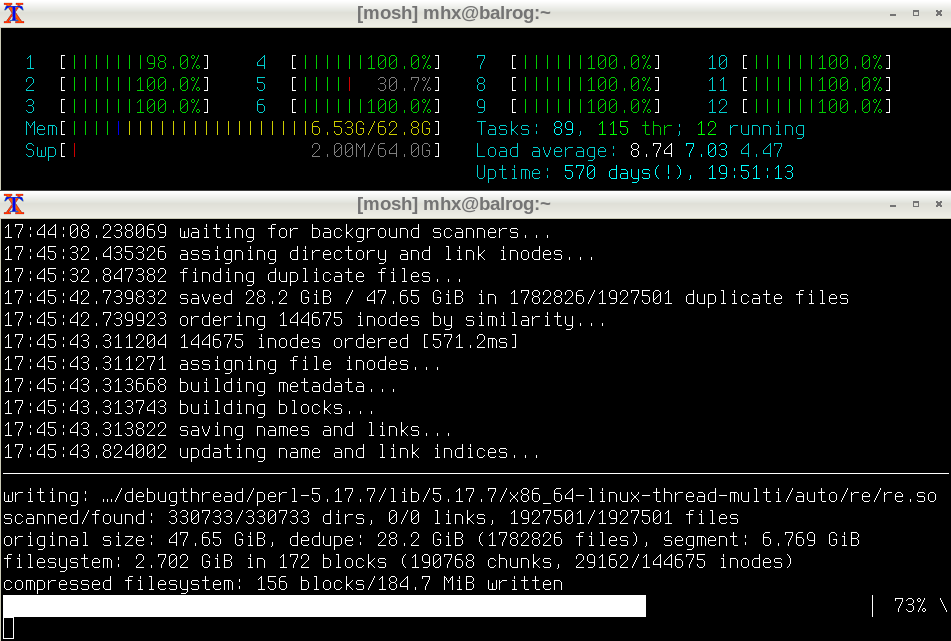 [mosh] mhx@balrog:~
1 [|||||||98.0%] 4 [||||||100.0%] 7 [||||||100.0%] 10 [||||||100.0%]
2 [||||||100.0%] 5 [||||| 30.7%] 8 [||||||100.0%] 11 [||||||100.0%]
3 [||||||100.0%] 6 [||||||100.0%] 9 [||||||100.0%] 12 [||||||100.0%]
Mem[||||||||||||||||||||||6.53G/62.8G] Tasks: 89, 115 thr; 12 running
Swp[| 2.00M/64.0G] Load average: 8.74 7.03 4.47
Uptime: 570 days(!), 19:51:13
[mosh] mhx@balrog:~
17:44:08.238069 waiting for background scanners...
17:45:32.435326 assigning directory and link inodes...
17:45:32.847382 finding duplicate files...
17:45:42.739832 saved 28.2 GiB / 47.65 GiB in 1782826/1927501 duplicate files
17:45:42.739923 ordering 144675 inodes by similarity...
17:45:43.311204 144675 inodes ordered [571.2ms]
17:45:43.311271 assigning file inodes...
17:45:43.313668 building metadata...
17:45:43.313743 building blocks...
17:45:43.313822 saving names and links...
17:45:43.824002 updating name and link indices...
writing: …/debugthread/perl-5.17.7/lib/5.17.7/x86_64-linux-thread-multi/auto/re/re.so
scanned/found: 330733/330733 dirs, 0/0 links, 1927501/1927501 files
original size: 47.65 GiB, dedupe: 28.2 GiB (1782826 files), segment: 6.769 GiB
filesystem: 2.702 GiB in 172 blocks (190768 chunks, 29162/144675 inodes)
compressed filesystem: 156 blocks/184.7 MiB written
| 73% \